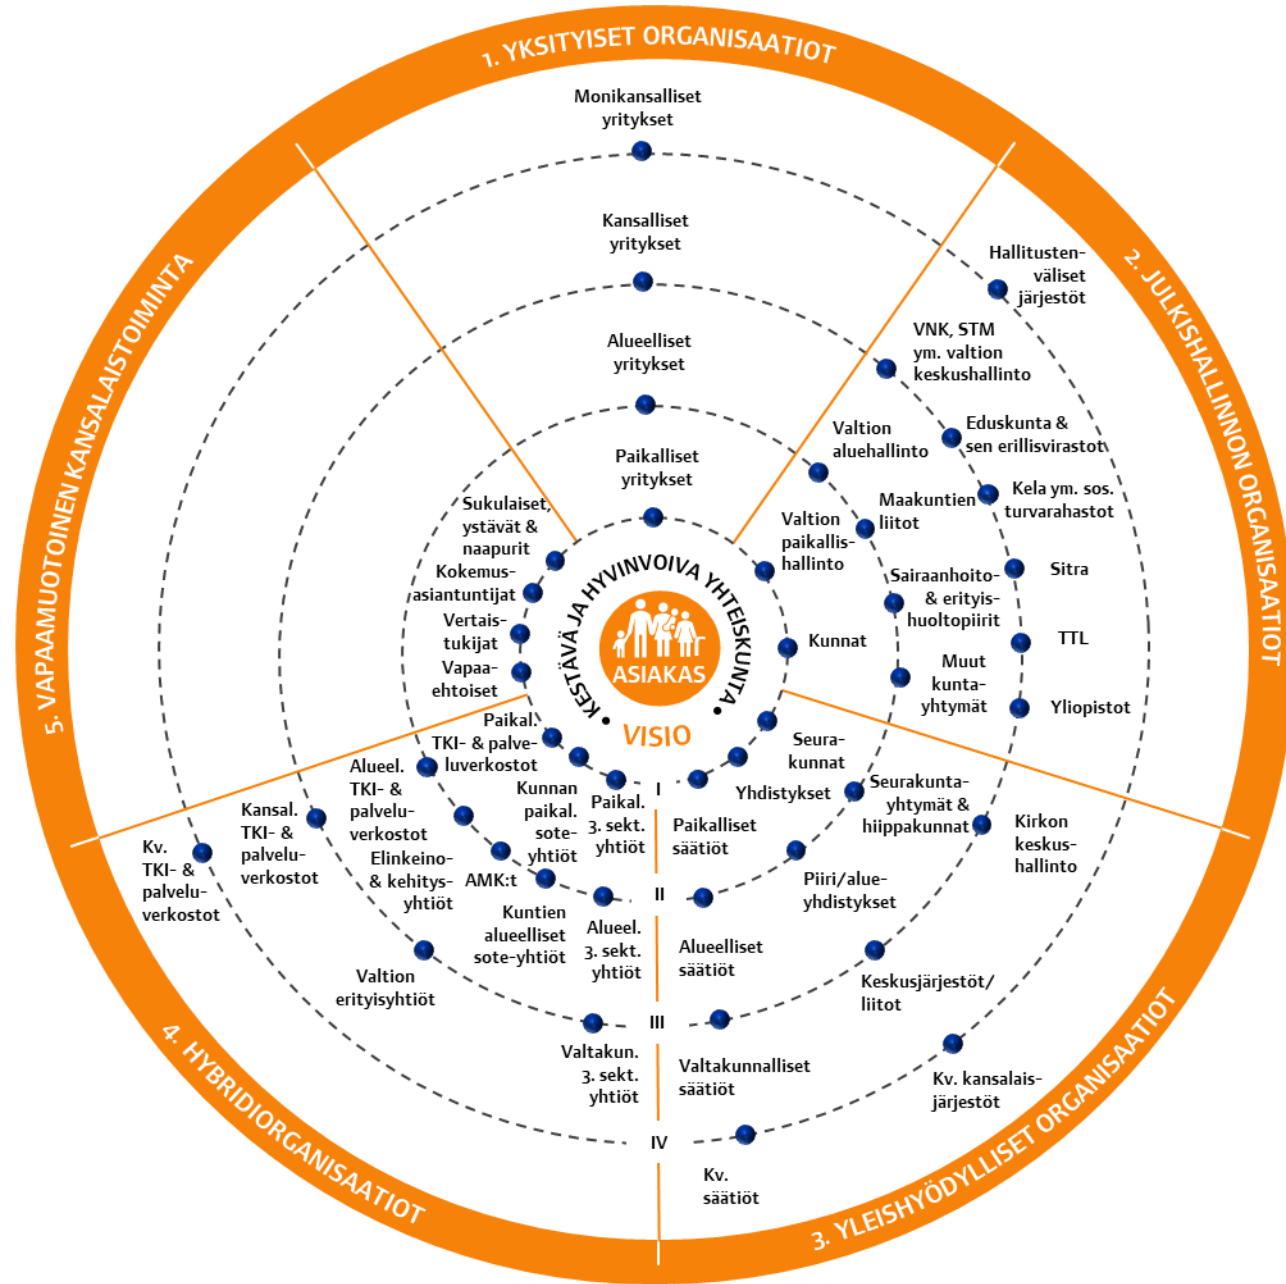 1. YKSITYISET ORGANISAATIOT
Monikansalliset
yritykset
Kansalliset
yritykset
Alueelliset
yritykset
Paikalliset
yritykset
2. JULKISHALLINNON ORGANISAATIOT
Hallitusten-
väliset
järjestöt
VNK, STM
ym. valtion
keskushallinto
Eduskunta &
sen erillisvirastot
Kela ym. sos.
turvarahastot
Sitra
TTL
Yliopistot
Valtion
aluehallinto
Maakuntien
liitot
Sairaanhoito-
& erityis-
huoltopiirit
Muut
kunta-
yhtymät
Valtion
paikallis-
hallinto
Kunnat
3. YLEISHYÖDYLLISET ORGANISAATIOT
Seura-
kunnat
Yhdistykset
Paikalliset
säätiöt
Seurakunta-
yhtymät &
hiippakunnat
Piiri/alue-
yhdistykset
Alueelliset
säätiöt
Kirkon
keskus-
hallinto
Keskusjärjestöt/
liitot
Valtakunnalliset
säätiöt
Kv. kansalais-
järjestöt
Kv.
säätiöt
4. HYBRIDIORGANISAATIOT
Paikal.
TKI- & palve-
luverkostot
Kunnan
paikal.
sote-
yhtiöt
Paikal.
3. sekt.
yhtiöt
Alueel.
TKI- &
palvelu-
verkostot
Elinkeino-
& kehitys-
yhtiöt
AMK:t
Kuntien
alueelliset
sote-yhtiöt
Alueel.
3. sekt.
yhtiöt
Kansal.
TKI- &
palvelu-
verkostot
Valtion
erityisyhtiöt
Valtakun.
3. sekt.
yhtiöt
Kv.
TKI- &
palvelu-
verkostot
5. VAPAAMUOTOINEN KANSALAISTOIMINTA
Sukulaiset,
ystävät &
naapurit
Kokemus-
asiantuntijat
Vertais-
tukijat
Vapaa-
ehtoiset
• KESTÄVÄ JA HYVINVOIVA YHTEISKUNTA •
ASIAKAS
VISIO
I
II
III
IV